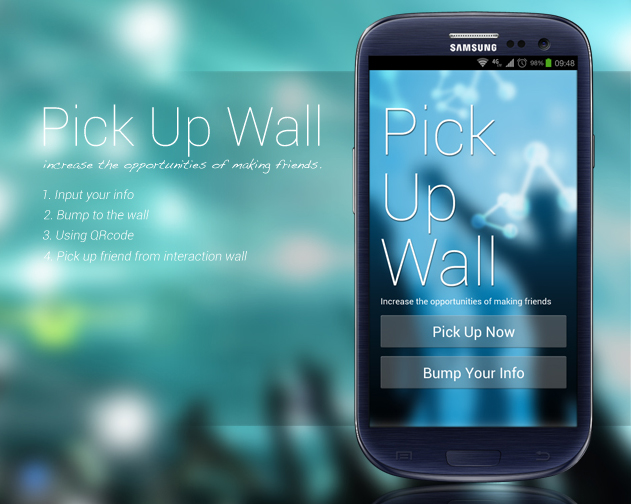 Pick Up Wall
increase the opportunities of making friends.
1. Input your info
2. Bump to the wall
3. Using QRcode
4. Pick up friend from interaction wall
SAMSUNG
4G 98% 09:48
Pick
Up
Wall
Increase the opportunities of making friends
Pick Up Now
Bump Your Info